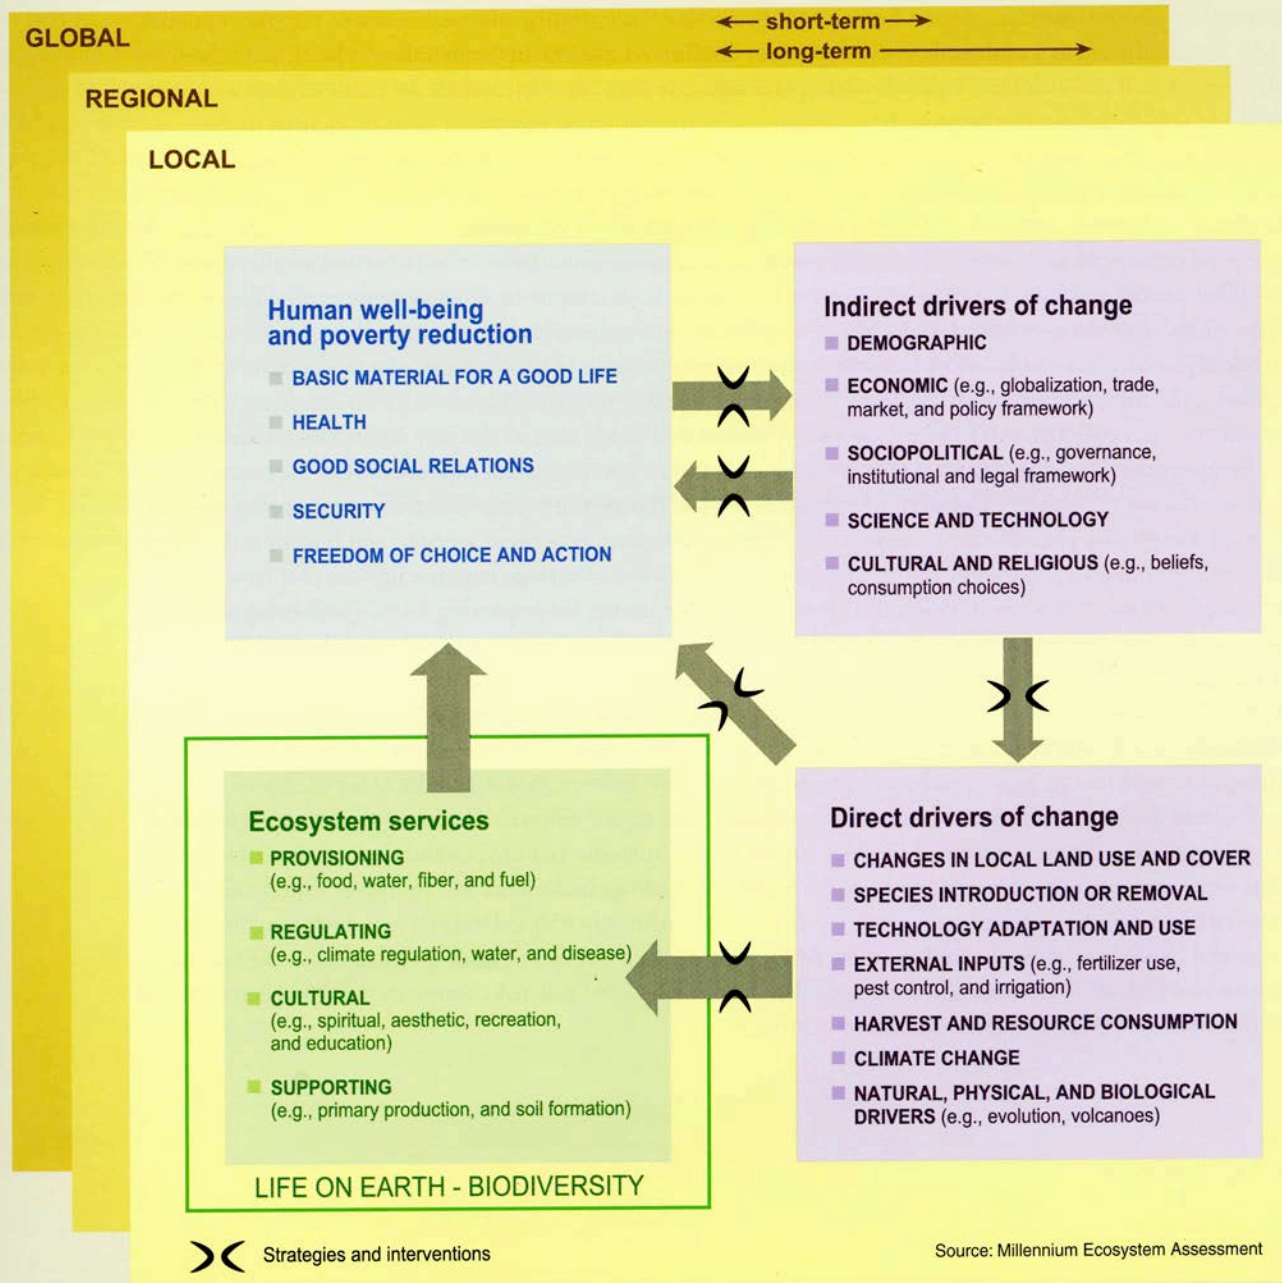 short-term
long-term
GLOBAL
REGIONAL
LOCAL
Human well-being
and poverty reduction
BASIC MATERIAL FOR A GOOD LIFE
HEALTH
GOOD SOCIAL RELATIONS
SECURITY
FREEDOM OF CHOICE AND ACTION
Indirect drivers of change
DEMOGRAPHIC
ECONOMIC (e.g., globalization, trade,
market, and policy framework)
SOCIOPOLITICAL (e.g., governance,
institutional and legal framework)
SCIENCE AND TECHNOLOGY
CULTURAL AND RELIGIOUS (e.g., beliefs,
consumption choices)
Ecosystem services
PROVISIONING
(e.g., food, water, fiber, and fuel)
REGULATING
(e.g., climate regulation, water, and disease)
CULTURAL
(e.g., spiritual, aesthetic, recreation,
and education)
SUPPORTING
(e.g., primary production, and soil formation)
LIFE ON EARTH - BIODIVERSITY
Direct drivers of change
CHANGES IN LOCAL LAND USE AND COVER
SPECIES INTRODUCTION OR REMOVAL
TECHNOLOGY ADAPTATION AND USE
EXTERNAL INPUTS (e.g., fertilizer use,
pest control, and irrigation)
HARVEST AND RESOURCE CONSUMPTION
CLIMATE CHANGE
NATURAL, PHYSICAL, AND BIOLOGICAL
DRIVERS (e.g., evolution, volcanoes)
Strategies and interventions
Source: Millennium Ecosystem Assessment